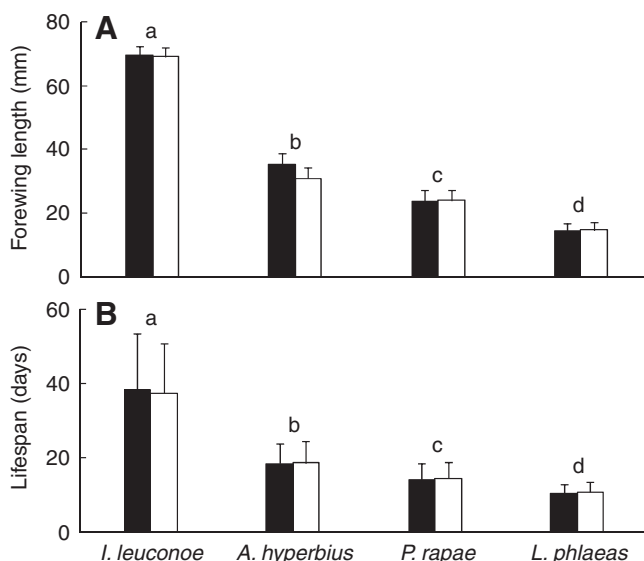 A
Forewing length (mm)
80
60
40
20
0
a
b
c
d
B
Lifespan (days)
60
40
20
0
a
b
c
d
I. leuconoe A. hyperbius P. rapae L. phlaeas